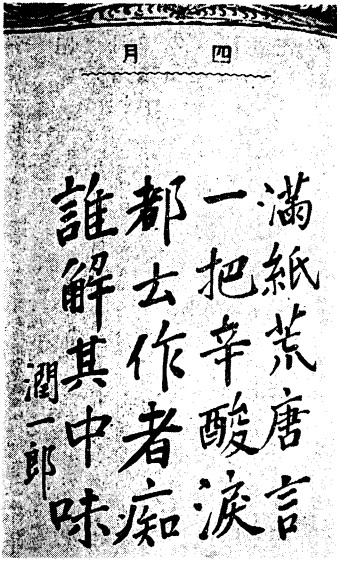 四月
滿紙荒唐言
一把辛酸淚
都云作者痴
誰解其中味
潤一郎